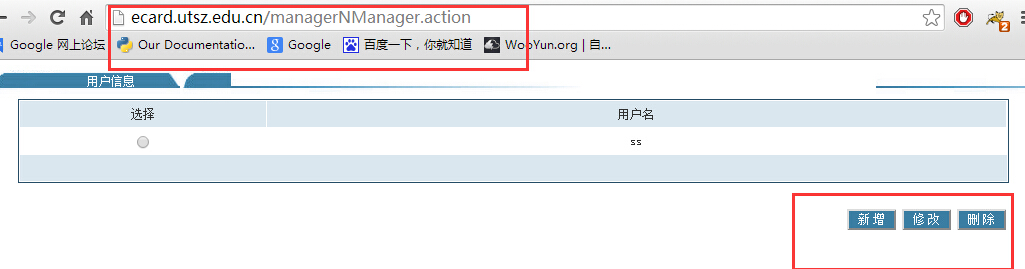 ecard.utsz.edu.cn/managerNManager.action
Google 网上论坛 Our Documentatio... Google 百度一下，你就知道 WooYun.org | 自...
2
用户信息
选择 用户名
ss
新增 修改 删除